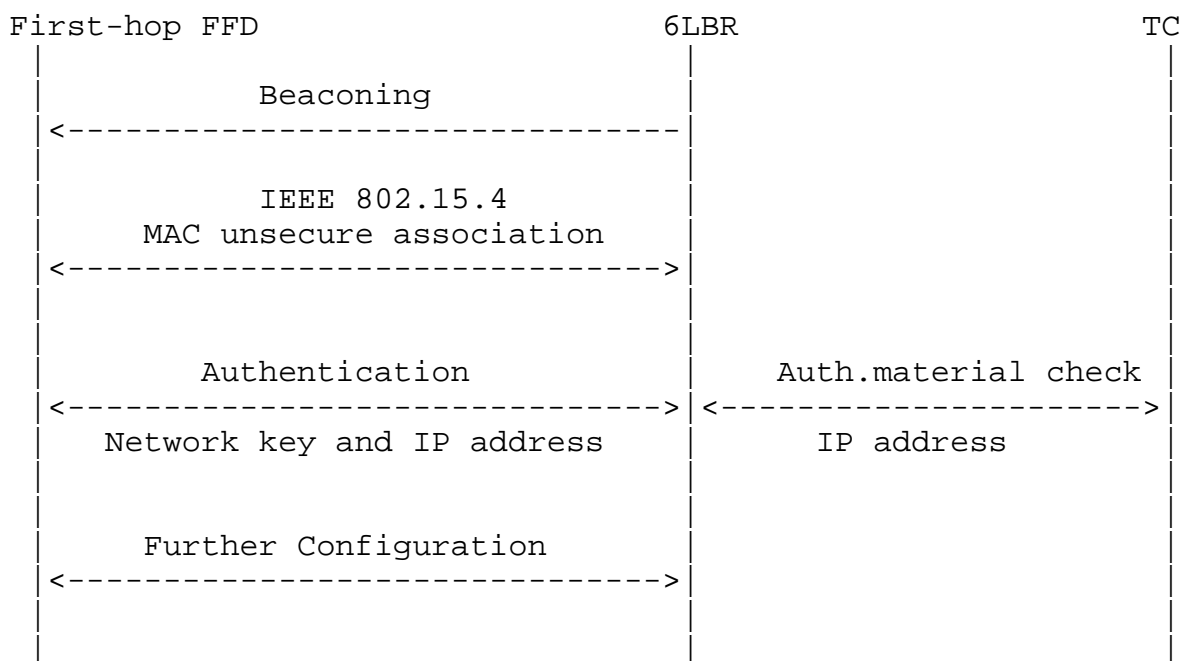 First-hop FFD 6LBR TC
Beaconing
IEEE 802.15.4
MAC unsecure association
Authentication Auth.material check
Network key and IP address IP address
Further Configuration